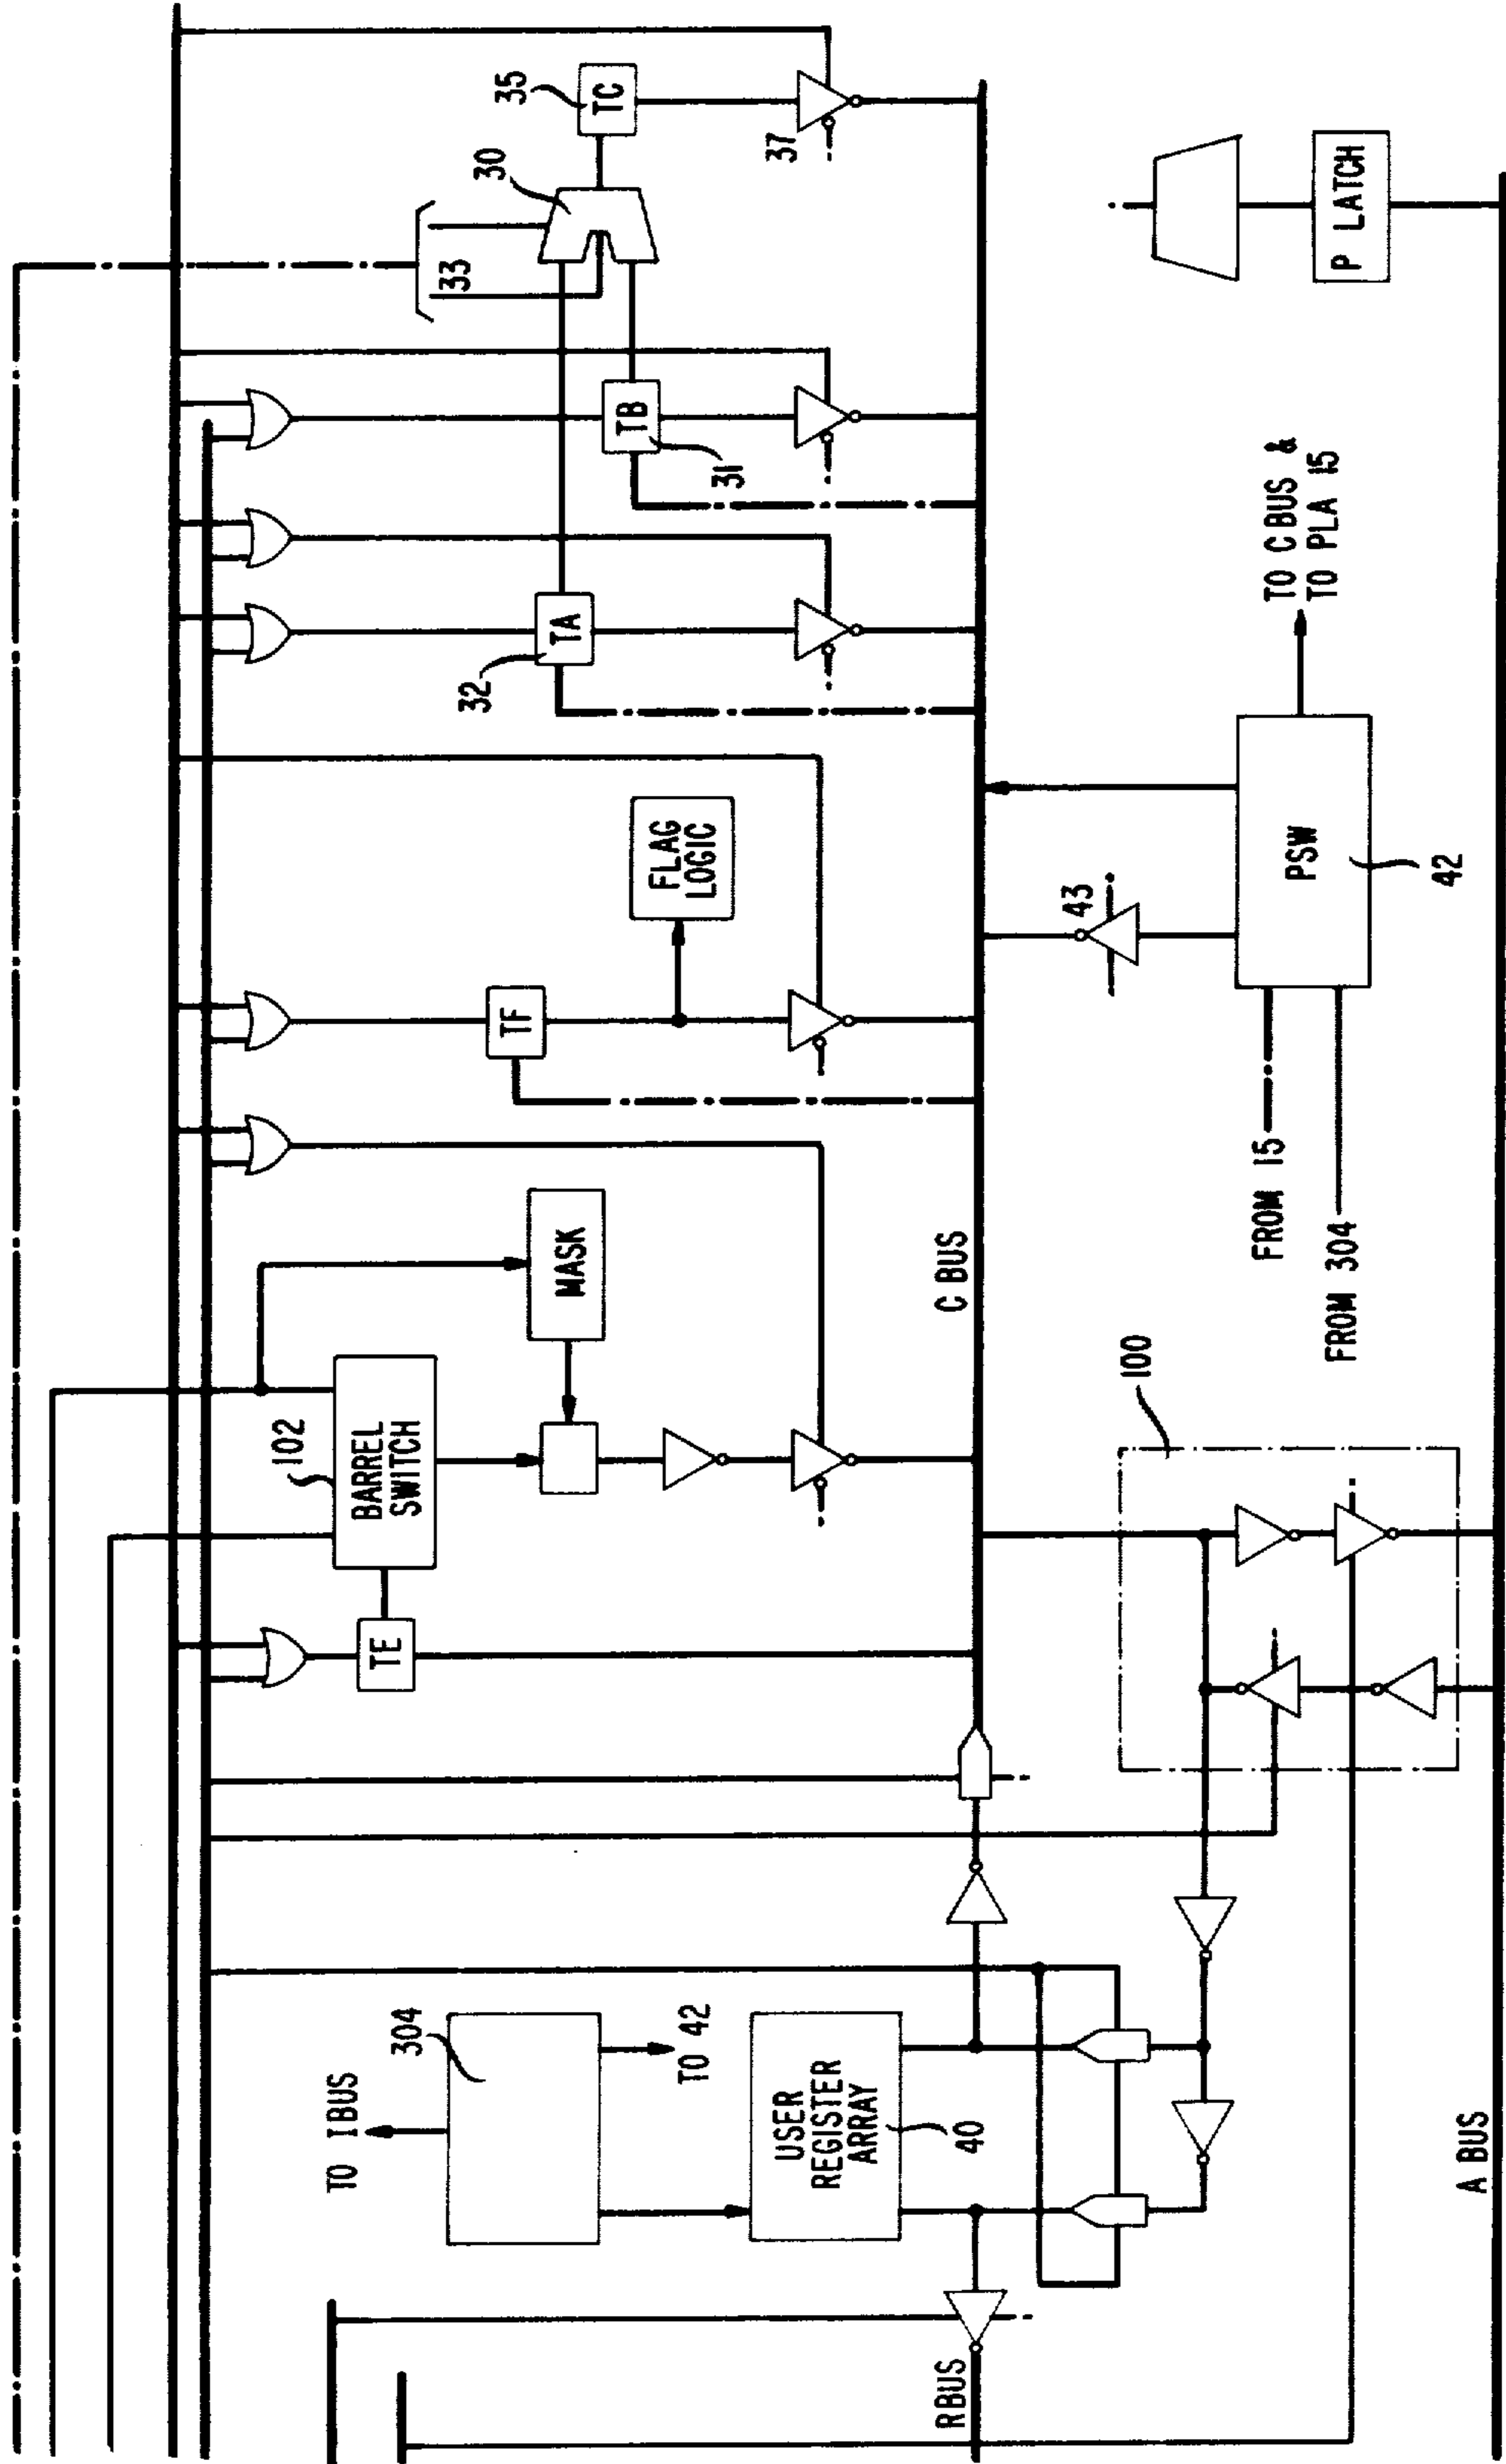 TO IBUS
304
TO 42
USER
REGISTER
ARRAY
40
RBUS
A BUS
TE
102
BARREL
SWITCH
MASK
C BUS
100
TF
FLAG
LOGIC
FROM 15
FROM 304
43
PSW
42
TO C BUS &
TO PLA 15
32
TA
TB
31
33
30
35
TC
37
P LATCH